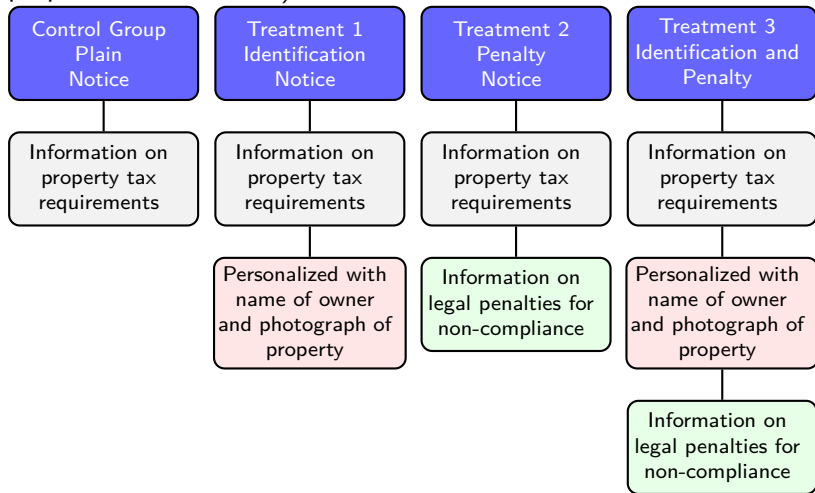 Control Group
Plain
Notice
Treatment 1
Identification
Notice
Treatment 2
Penalty
Notice
Treatment 3
Identification and
Penalty
Information on
property tax
requirements
Information on
property tax
requirements
Information on
property tax
requirements
Information on
property tax
requirements
Personalized with
name of owner
and photograph of
property
Information on
legal penalties for
non-compliance
Personalized with
name of owner
and photograph of
property
Information on
legal penalties for
non-compliance